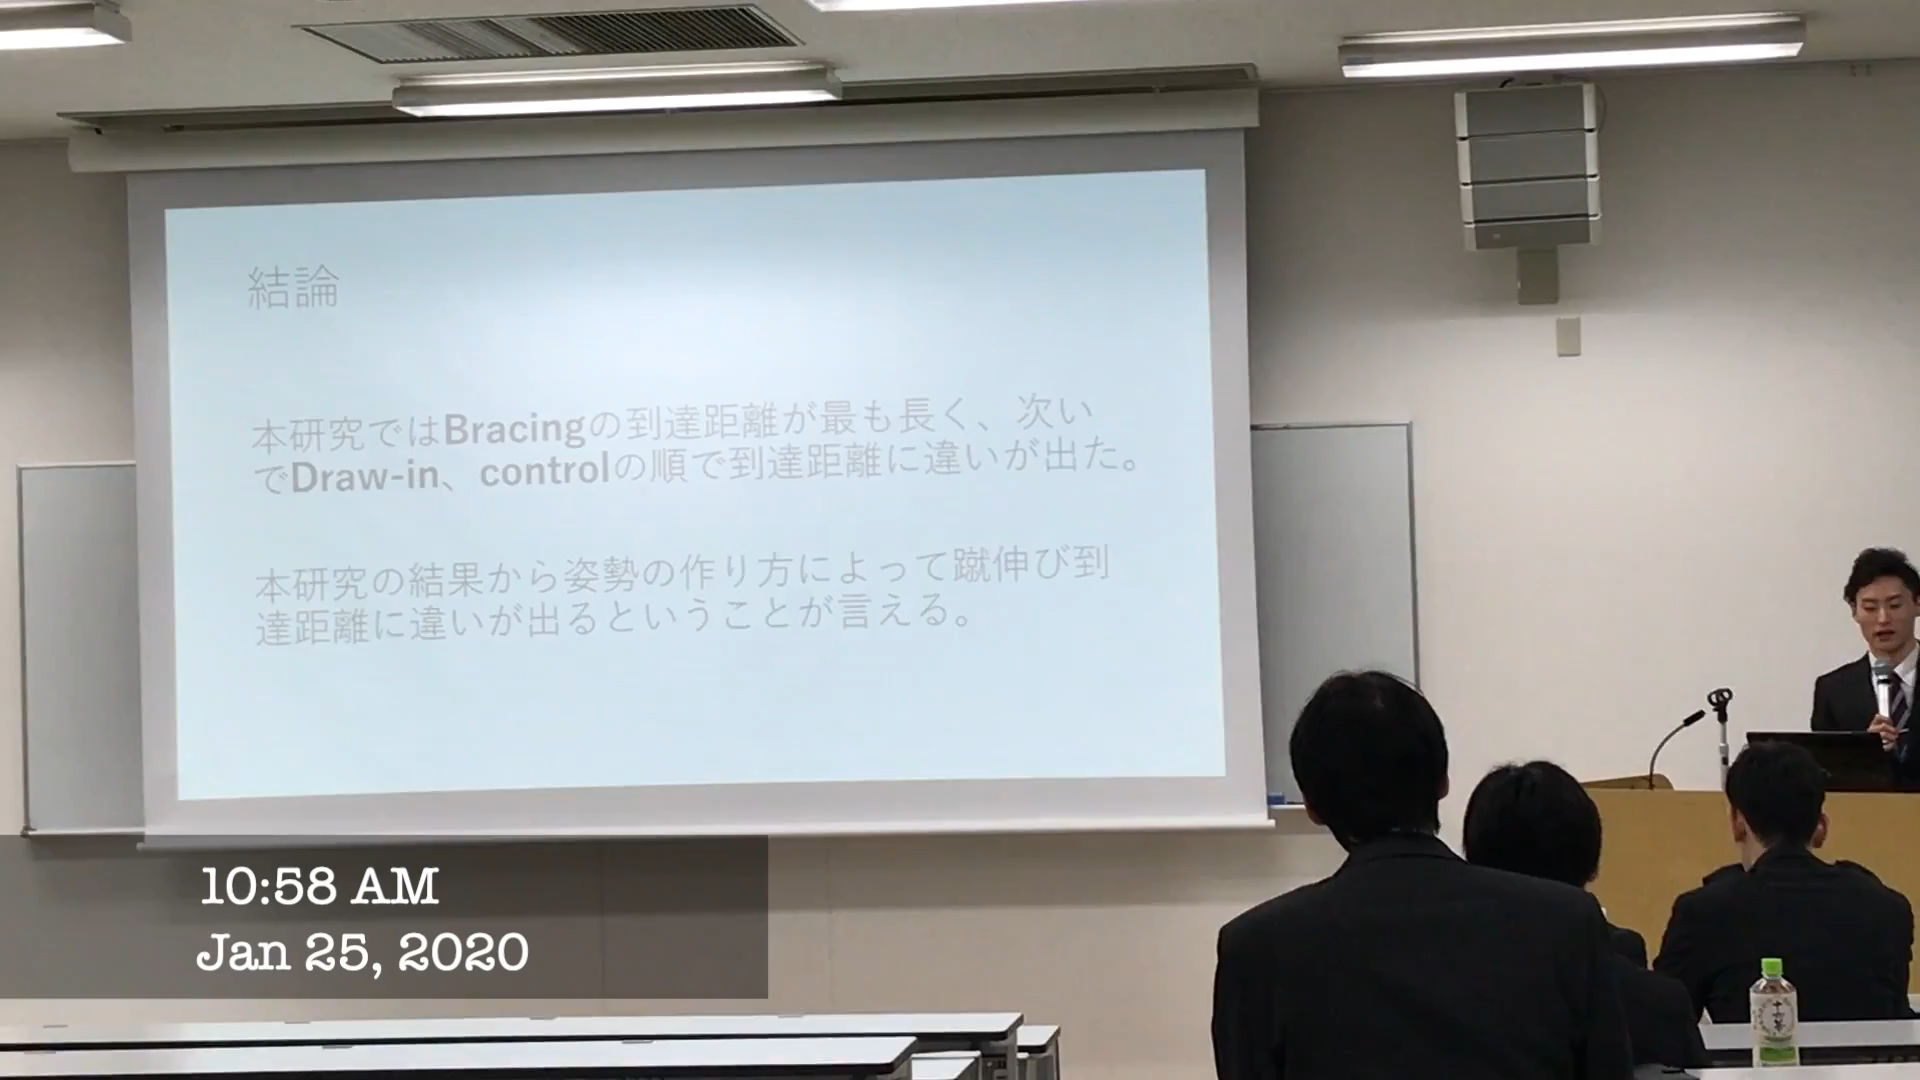 結論
本研究ではBracingの到達距離が最も長く、次い
でDraw-in、controlの順で到達距離に違いが出た。
本研究の結果から姿勢の作り方によって蹴伸び到
達距離に違いが出るということが言える。
10:58 AM
Jan 25, 2020
十六茶